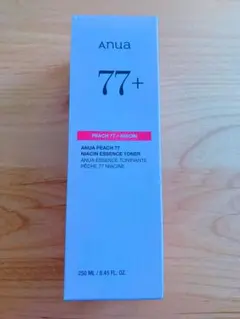 Anua
77+
PEACH 77 + NIACIN
ANUA PEACH 77
NIACIN ESSENCE TONER
ANUA ESSENCE TONIFIANTE
PÊCHE 77 NIACINE
250 ML / 8.45 FL. OZ.